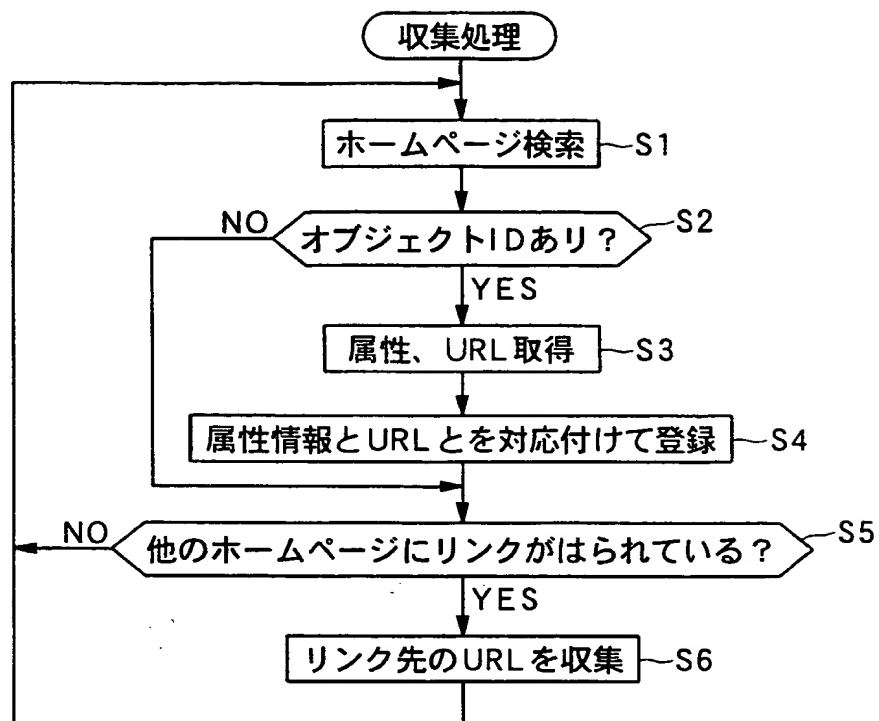 収集処理
ホームページ検索
S1
NO
オブジェクトIDあり?
S2
YES
属性、URL取得
S3
属性情報とURLとを対応付けて登録
S4
NO
他のホームページにリンクがはられている?
S5
YES
リンク先のURLを収集
S6